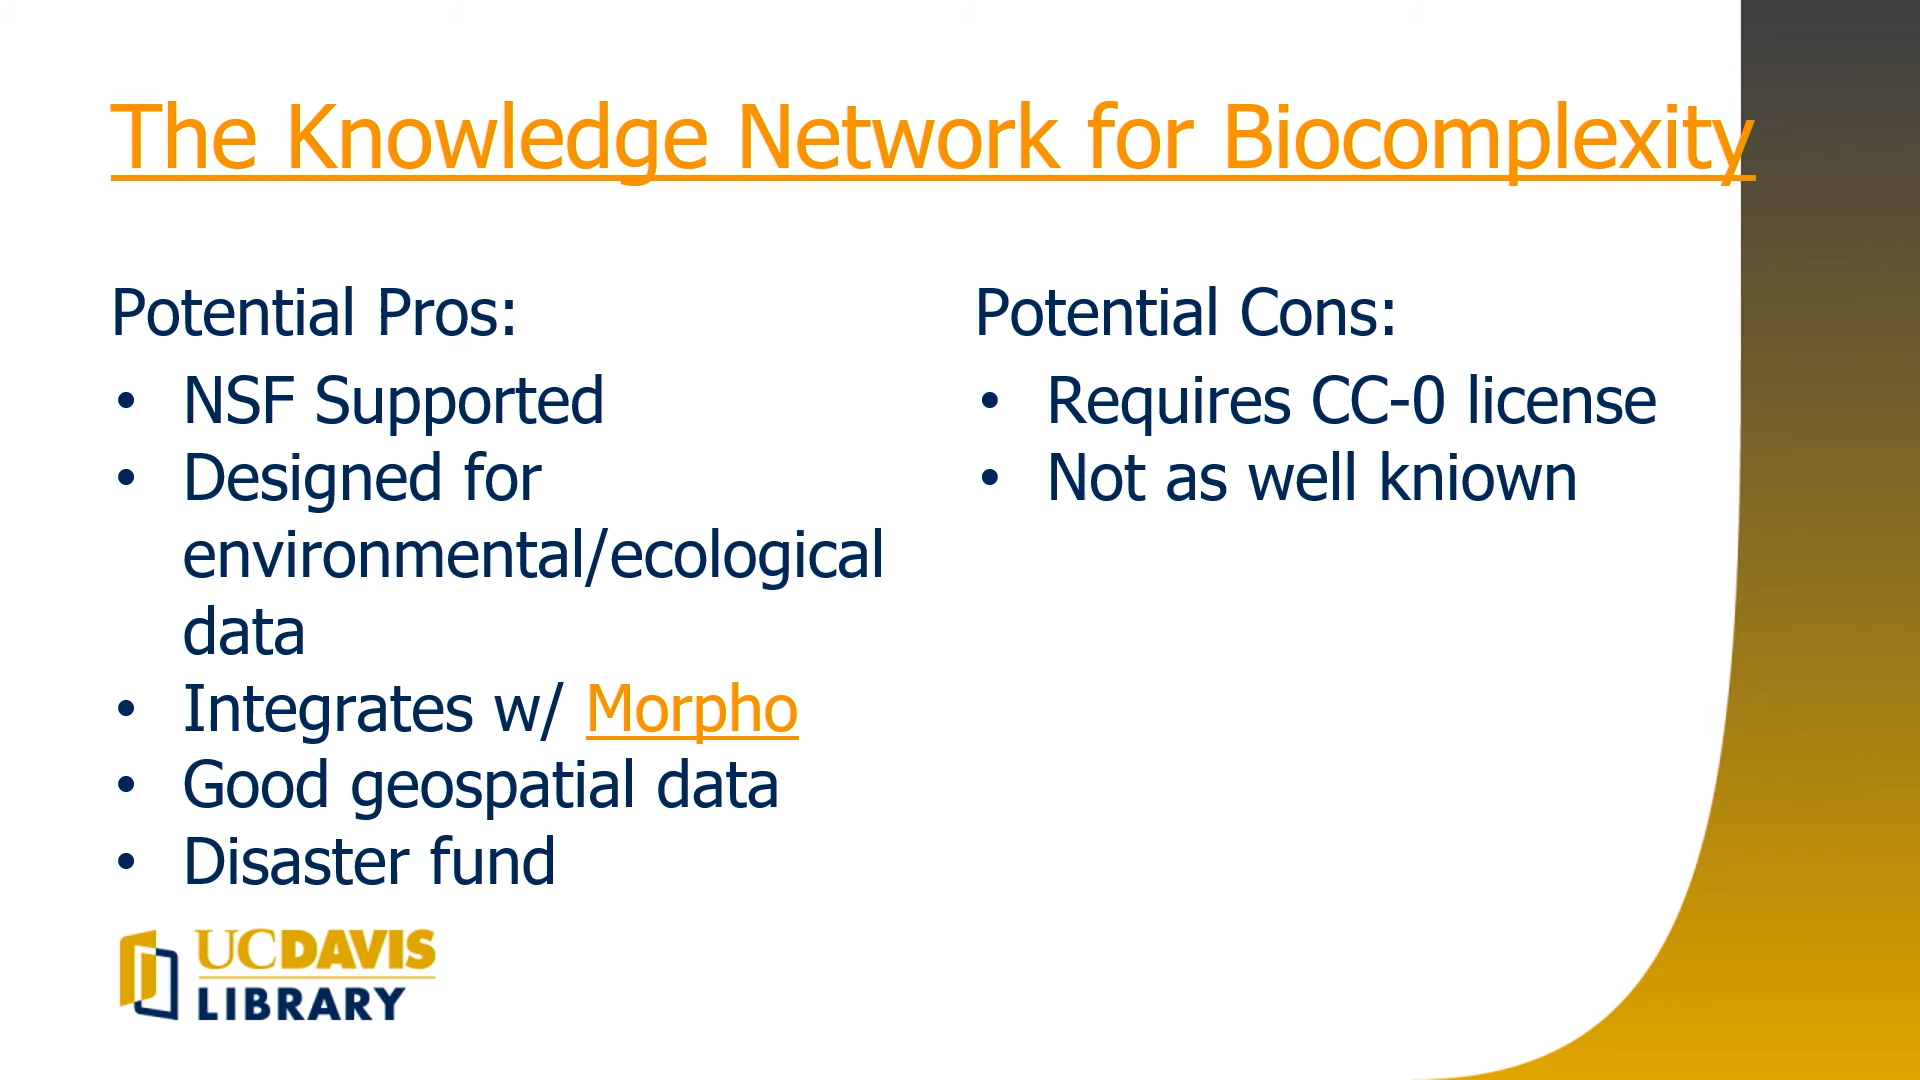 The Knowledge Network for Biocomplexity
Potential Pros:
• NSF Supported
• Designed for
environmental/ecological
data
• Integrates w/ Morpho
• Good geospatial data
• Disaster fund
Potential Cons:
• Requires CC-0 license
• Not as well kniown
UCDAVIS
LIBRARY